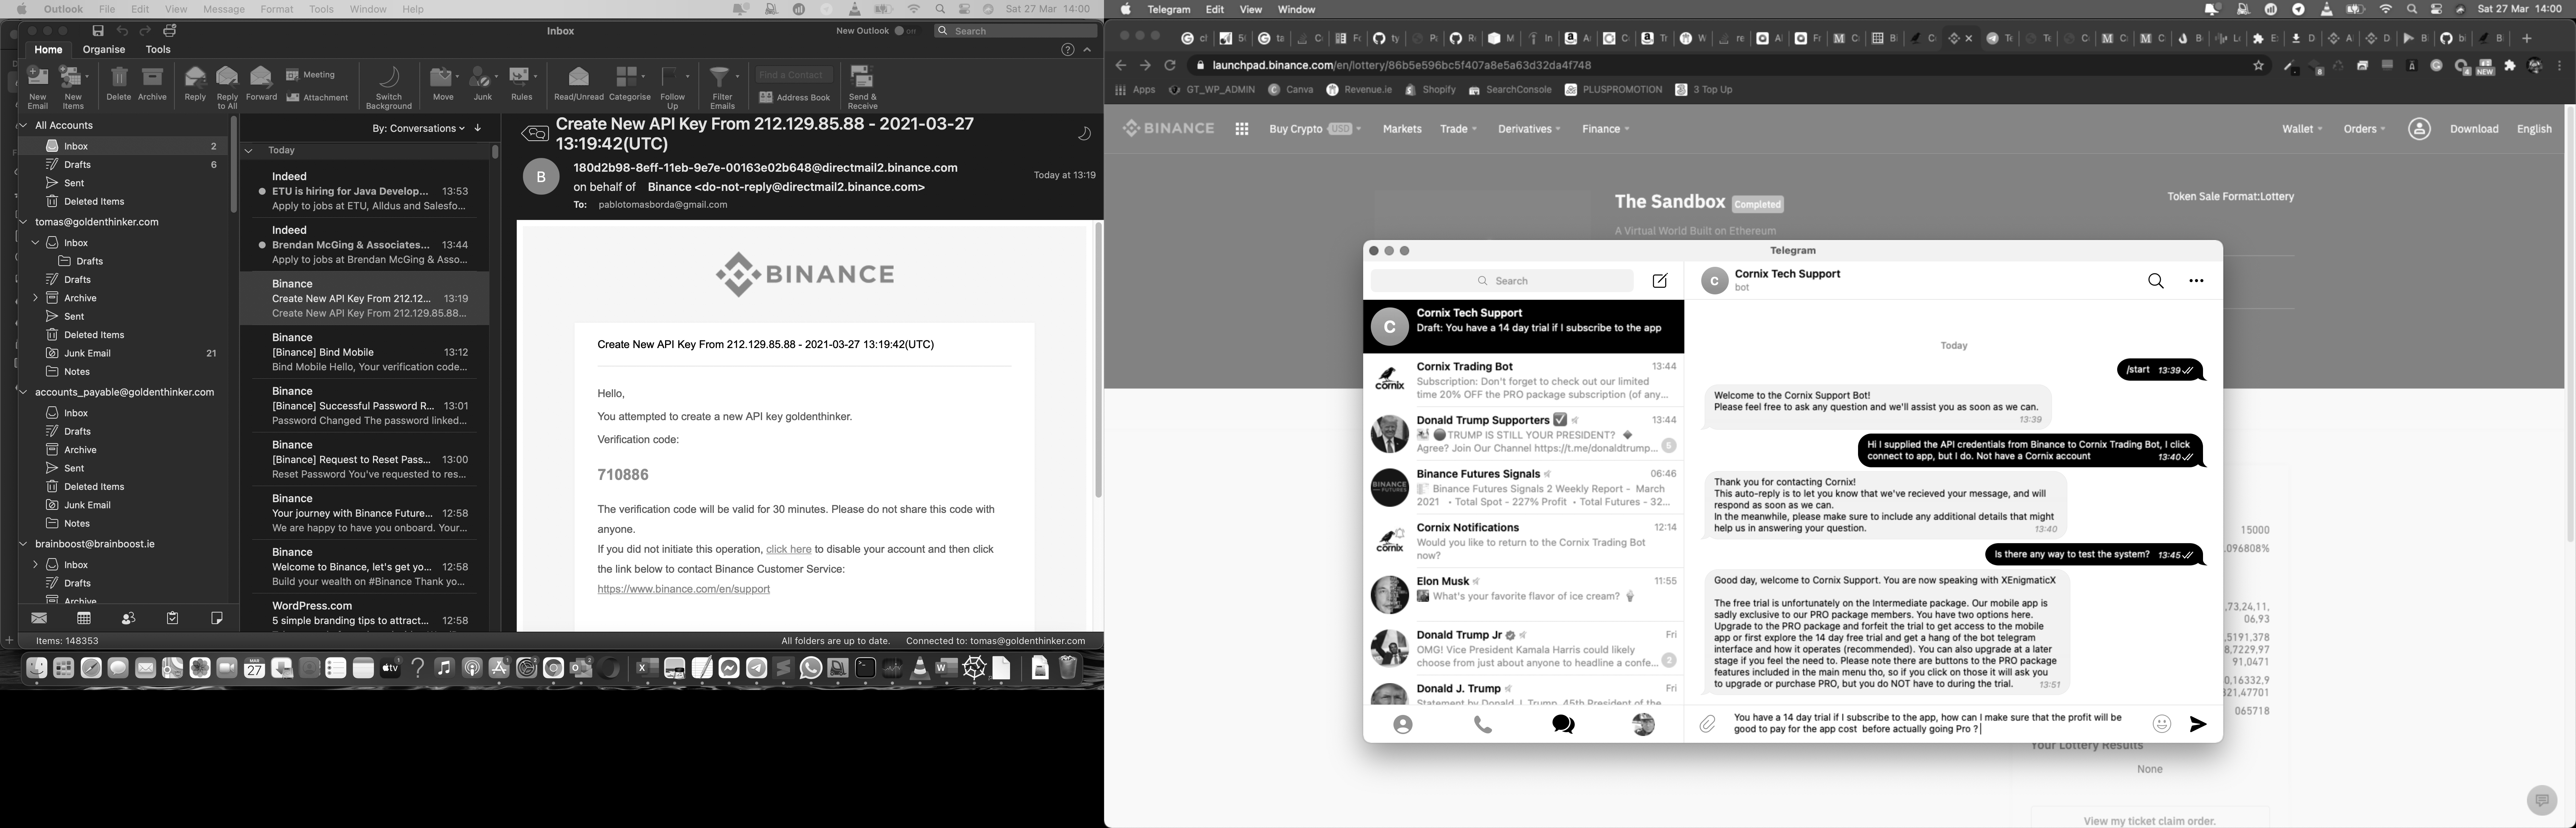 Outlook File Edit View Message Format Tools Window Help
Sat 27 Mar 14:00
Inbox
New Outlook
Search
Home Organise Tools
New Email
New Items
Delete
Archive
Reply
Reply to All
Forward
Meeting
Attachment
Switch Background
Move
Junk
Rules
Read/Unread
Categorise
Follow Up
Filter Emails
Find a Contact
Address Book
Send & Receive
All Accounts
Inbox 2
Drafts 6
Sent
Deleted Items
tomas@goldenthinker.com
Inbox
Drafts
Drafts
Archive
Sent
Deleted Items
Junk Email 21
Notes
accounts_payable@goldenthinker.com
Inbox
Drafts
Archive
Sent
Deleted Items
Junk Email
Notes
brainboost@brainboost.ie
Inbox
Drafts
Archive
By: Conversations
Today
Indeed
ETU is hiring for Java Develop... 13:53
Apply to jobs at ETU, Alldus and Salesfo...
Indeed
Brendan McGing & Associates... 13:44
Apply to jobs at Brendan McGing & Asso...
Binance
Create New API Key From 212.12... 13:19
Create New API Key From 212.129.85.88...
Binance
[Binance] Bind Mobile 13:12
Bind Mobile Hello, Your verification code...
Binance
[Binance] Successful Password R... 13:01
Password Changed The password linked...
Binance
[Binance] Request to Reset Pass... 13:00
Reset Password You've requested to res...
Binance
Your journey with Binance Future... 12:58
We are happy to have you onboard. Your...
Binance
Welcome to Binance, let's get yo... 12:58
Build your wealth on #Binance Thank yo...
WordPress.com
5 simple branding tips to attract... 12:58
Create New API Key From 212.129.85.88 - 2021-03-27
13:19:42(UTC)
B
180d2b98-8eff-11eb-9e7e-00163e02b648@directmail2.binance.com
on behalf of Binance <do-not-reply@directmail2.binance.com>
Today at 13:19
To: pablotomasborda@gmail.com
BINANCE
Create New API Key From 212.129.85.88 - 2021-03-27 13:19:42(UTC)
Hello,
You attempted to create a new API key goldenthinker.
Verification code:
710886
The verification code will be valid for 30 minutes. Please do not share this code with
anyone.
If you did not initiate this operation, click here to disable your account and then click
the link below to contact Binance Customer Service:
https://www.binance.com/en/support
Items: 148353
All folders are up to date. Connected to: tomas@goldenthinker.com
Telegram Edit View Window
Sat 27 Mar 14:00
launchpad.binance.com/en/lottery/86b5e596bc5f407a8e5a63d32da4f748
Apps GT_WP_ADMIN Canva Revenue.ie Shopify SearchConsole PLUSPROMOTION 3 Top Up
BINANCE
Buy Crypto USD Markets Trade Derivatives Finance
Wallet Orders Download English
The Sandbox Completed
Token Sale Format:Lottery
A Virtual World Built on Ethereum
Telegram
Search
Cornix Tech Support
Draft: You have a 14 day trial if I subscribe to the app
Cornix Trading Bot 13:44
Subscription: Don't forget to check out our limited
time 20% OFF the PRO package subscription (of any...
Donald Trump Supporters 13:44
TRUMP IS STILL YOUR PRESIDENT?
Agree? Join Our Channel https://t.me/donaldtrump... 5
Binance Futures Signals 06:46
Binance Futures Signals 2 Weekly Report - March
2021 • Total Spot - 227% Profit • Total Futures - 32...
Cornix Notifications 12:14
Would you like to return to the Cornix Trading Bot
now?
Elon Musk 11:55
What's your favorite flavor of ice cream?
Donald Trump Jr Fri
OMG! Vice President Kamala Harris could likely
choose from just about anyone to headline a confe... 2
Donald J. Trump Fri
Statement by Donald J. Trump, 45th President of the
C
Cornix Tech Support
bot
Today
/start 13:39
Welcome to the Cornix Support Bot!
Please feel free to ask any question and we'll assist you as soon as we can.
13:39
Hi I supplied the API credentials from Binance to Cornix Trading Bot, I click
connect to app, but I do. Not have a Cornix account 13:40
Thank you for contacting Cornix!
This auto-reply is to let you know that we've recieved your message, and will
respond as soon as we can.
In the meanwhile, please make sure to include any additional details that might
help us in answering your question. 13:40
Is there any way to test the system? 13:45
Good day, welcome to Cornix Support. You are now speaking with XEnigmaticX
The free trial is unfortunately on the Intermediate package. Our mobile app is
sadly exclusive to our PRO package members. You have two options here.
Upgrade to the PRO package and forfeit the trial to get access to the mobile
app or first explore the 14 day free trial and get a hang of the bot telegram
interface and how it operates (recommended). You can also upgrade at a later
stage if you feel the need to. Please note there are buttons to the PRO package
features included in the main menu tho, so if you click on those it will ask you
to upgrade or purchase PRO, but you do NOT have to during the trial. 13:51
You have a 14 day trial if I subscribe to the app, how can I make sure that the profit will be
good to pay for the app cost before actually going Pro ?
15000
.096808%
,73,24,11,
06,93
,5191,378
8,7229,97
91,0471
0,16332,9
321,47701
065718
Your Lottery Results
None
View my ticket claim order.